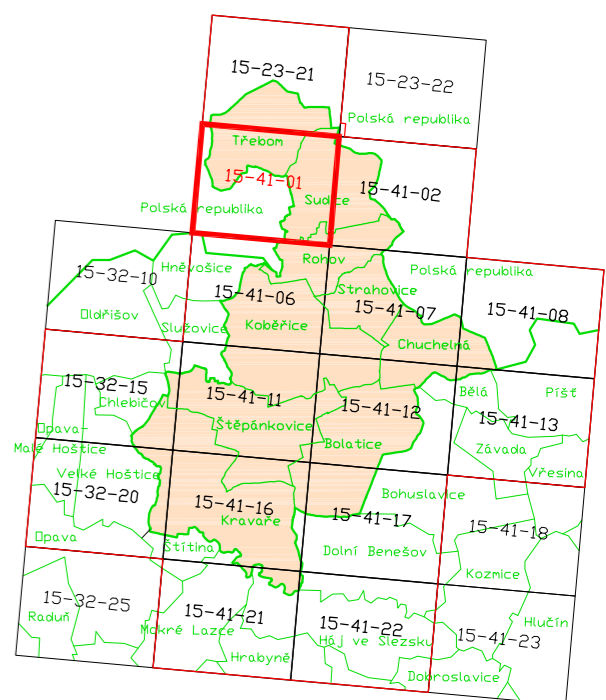 15-23-21
15-23-22
Polská republika
Třebom
15-41-01
15-41-02
Sudice
Polská republika
Rohov
Hněvošice
Polská republika
15-32-10
15-41-06
Strahovice
15-41-07
15-41-08
Oldřišov
Služovice
Koběřice
Chuchelná
15-32-15
Chlebičov
15-41-11
15-41-12
Bělá
Píšť
15-41-13
Opava-
Malé Hoštice
Štěpánkovice
Bolatice
Závada
Velké Hoštice
Vřesina
15-32-20
15-41-16
Bohuslavice
Kravaře
15-41-17
15-41-18
Opava
Štítina
Dolní Benešov
Kozmice
15-32-25
Raduň
15-41-21
Mokré Lazce
15-41-22
Háj ve Slezsku
Hlučín
15-41-23
Hrabyně
Dobroslavice